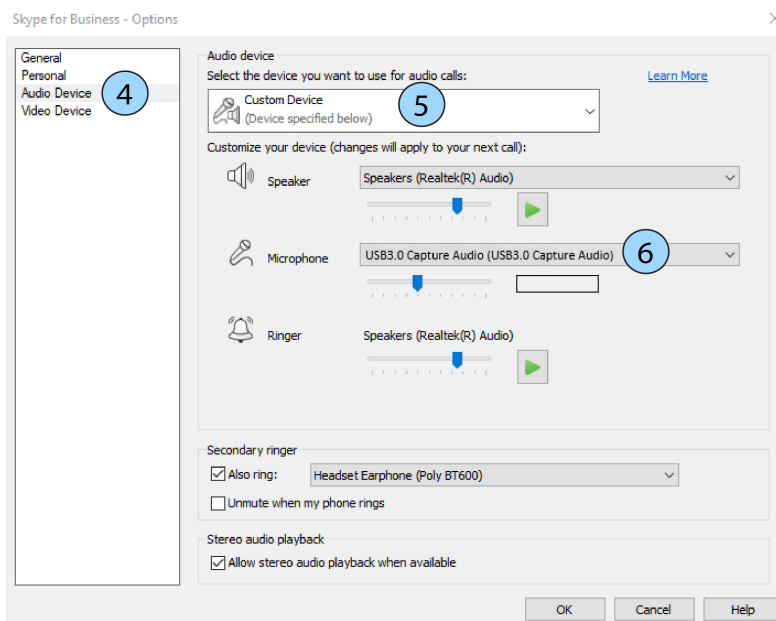 Skype for Business - Options
General
Personal
Audio Device
Video Device
4
Audio device
Select the device you want to use for audio calls:
Learn More
Custom Device
(Device specified below)
5
Customize your device (changes will apply to your next call):
Speaker
Speakers (Realtek(R) Audio)
Microphone
USB3.0 Capture Audio (USB3.0 Capture Audio)
6
Ringer
Speakers (Realtek(R) Audio)
Secondary ringer
Also ring:
Headset Earphone (Poly BT600)
Unmute when my phone rings
Stereo audio playback
Allow stereo audio playback when available
OK
Cancel
Help